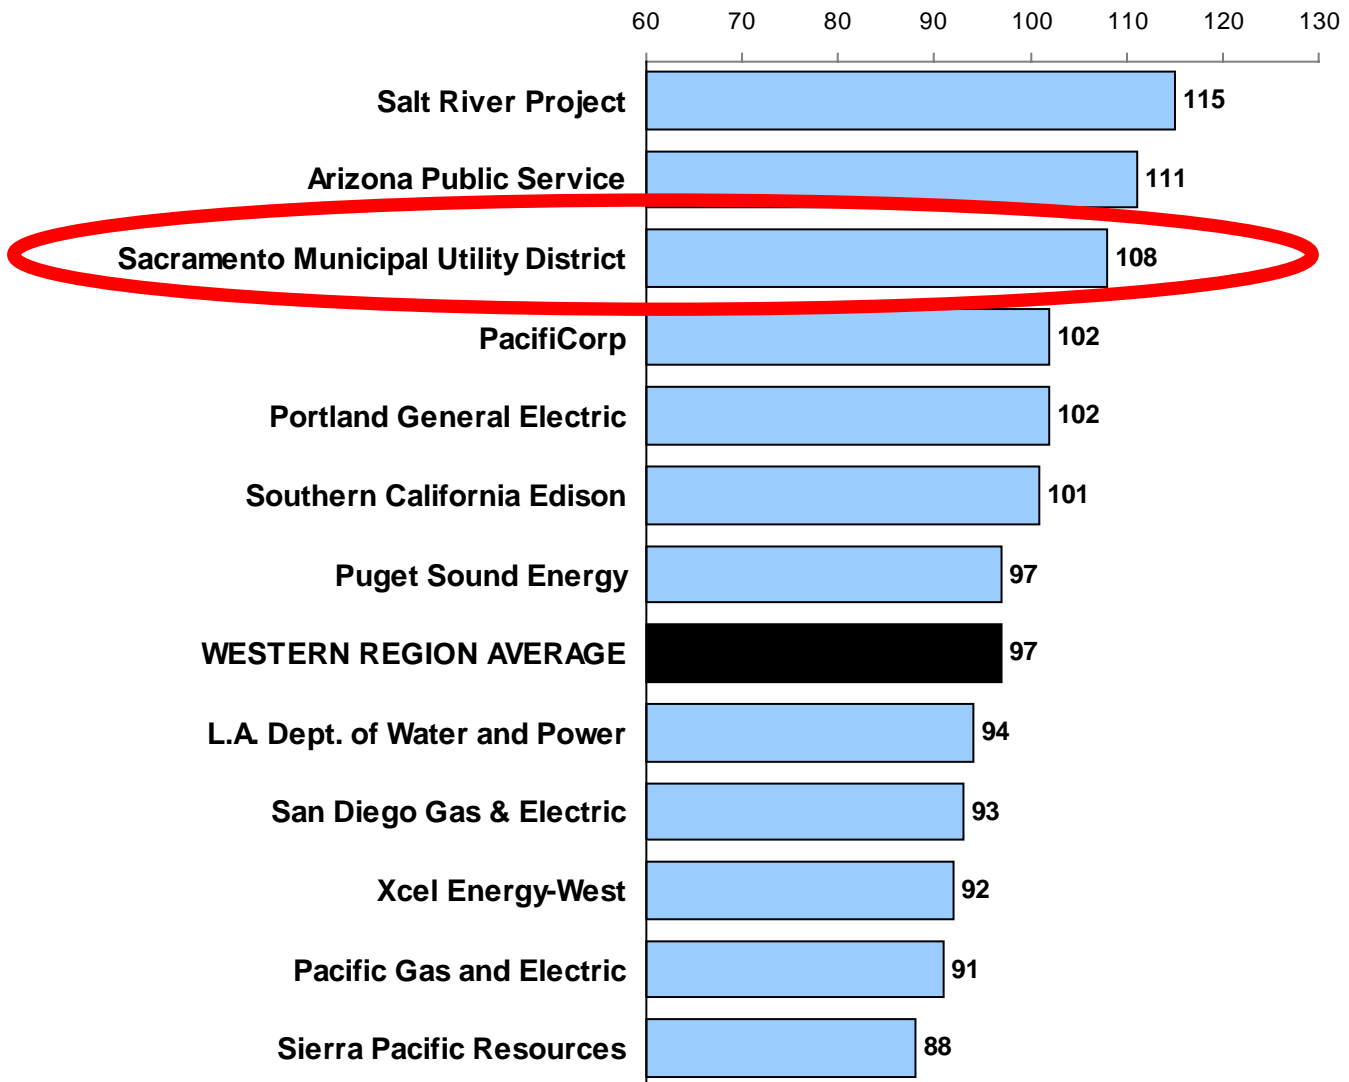 60 70 80 90 100 110 120 130
Salt River Project 115
Arizona Public Service 111
Sacramento Municipal Utility District 108
PacifiCorp 102
Portland General Electric 102
Southern California Edison 101
Puget Sound Energy 97
WESTERN REGION AVERAGE 97
L.A. Dept. of Water and Power 94
San Diego Gas & Electric 93
Xcel Energy-West 92
Pacific Gas and Electric 91
Sierra Pacific Resources 88